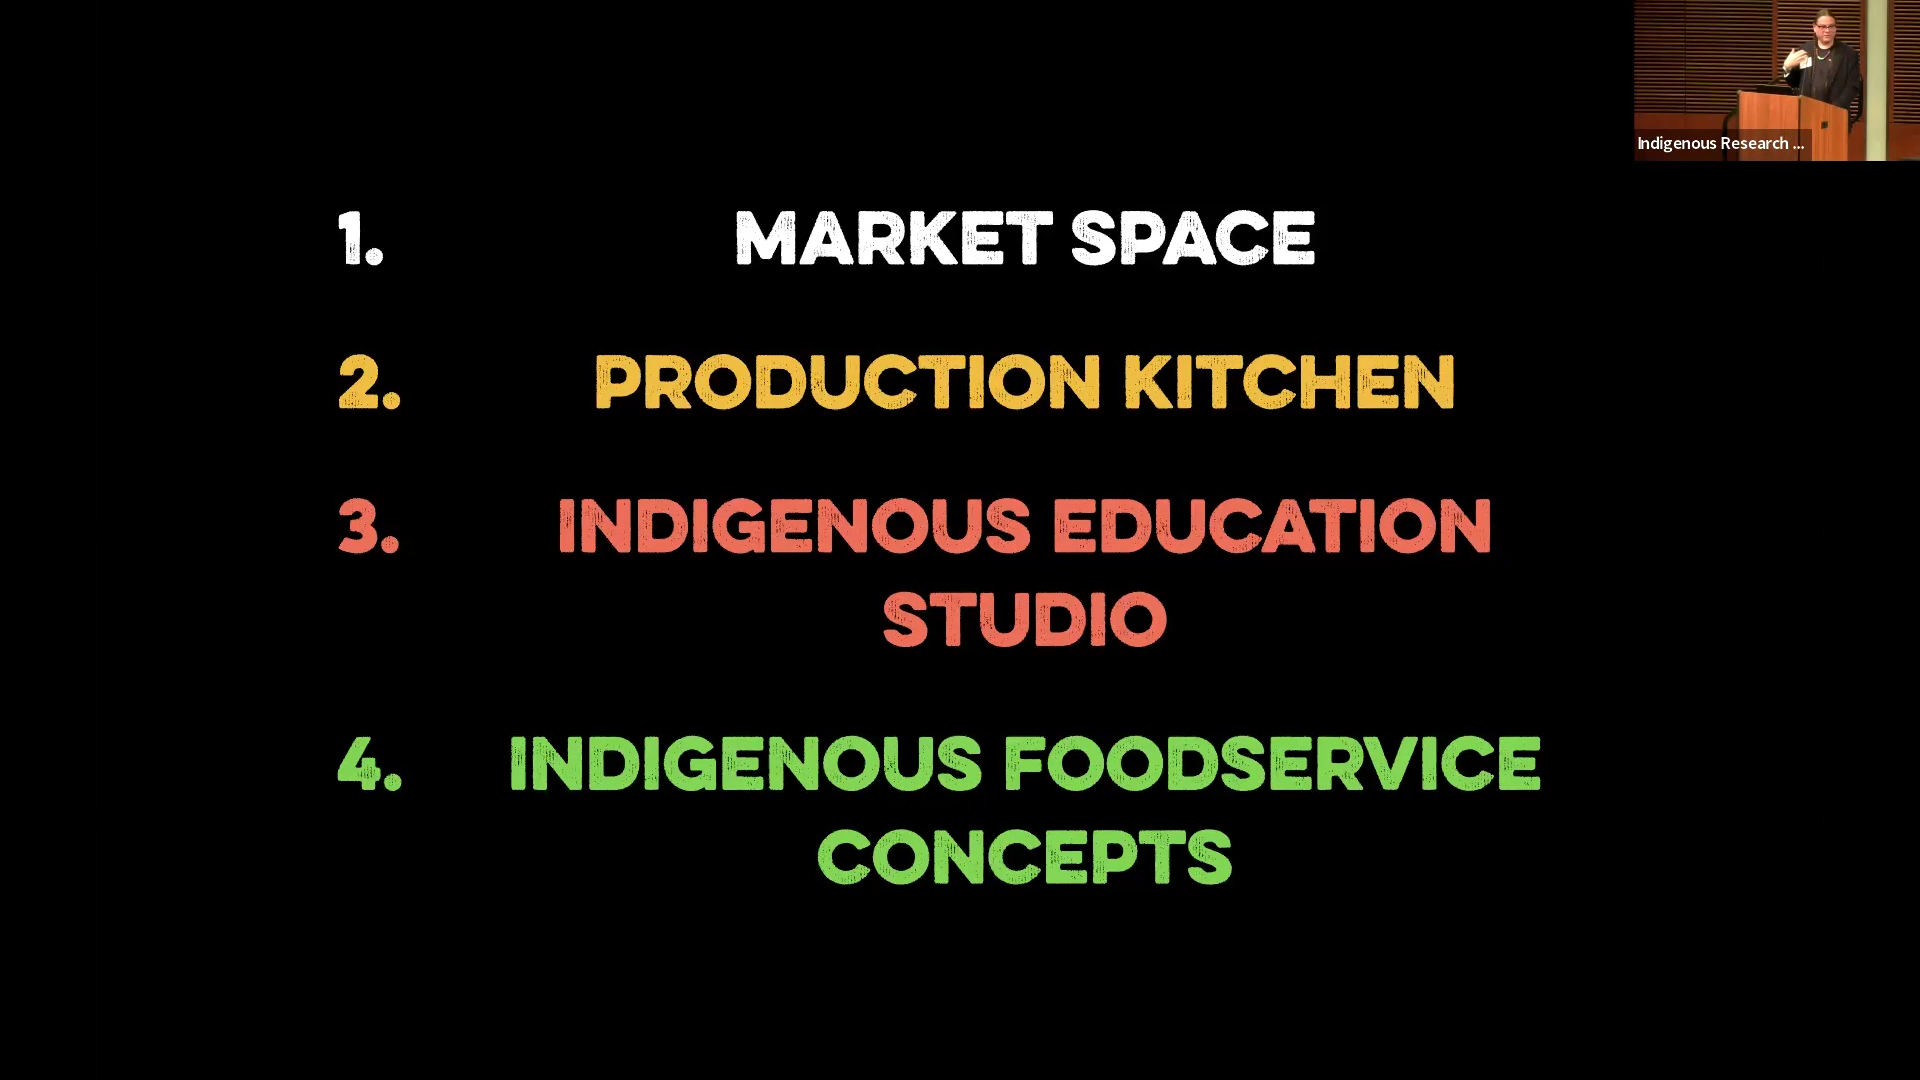 Indigenous Research ...
1. MARKET SPACE
2. PRODUCTION KITCHEN
3. INDIGENOUS EDUCATION
STUDIO
4. INDIGENOUS FOODSERVICE
CONCEPTS